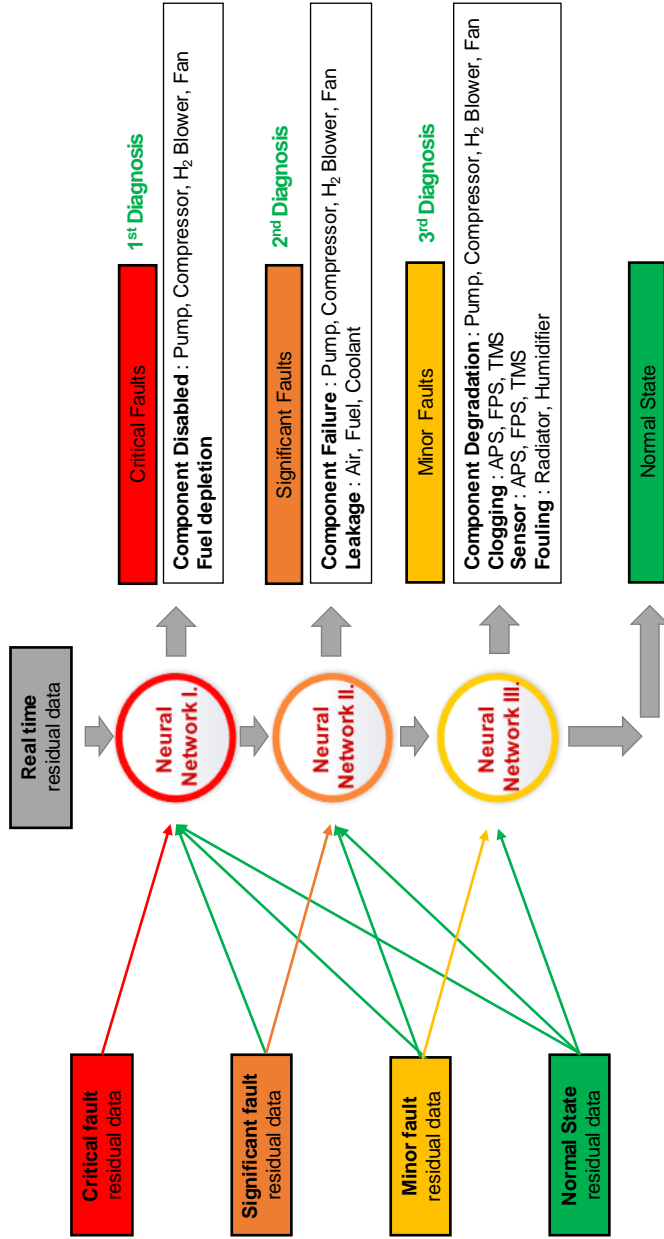 Real time
residual data
Critical fault
residual data
Significant fault
residual data
Minor fault
residual data
Normal State
residual data
Neural
Network I.
Neural
Network II.
Neural
Network III.
Critical Faults
1st Diagnosis
Component Disabled : Pump, Compressor, H2 Blower, Fan
Fuel depletion
Significant Faults
2nd Diagnosis
Component Failure : Pump, Compressor, H2 Blower, Fan
Leakage : Air, Fuel, Coolant
Minor Faults
3rd Diagnosis
Component Degradation : Pump, Compressor, H2 Blower, Fan
Clogging : APS, FPS, TMS
Sensor : APS, FPS, TMS
Fouling : Radiator, Humidifier
Normal State